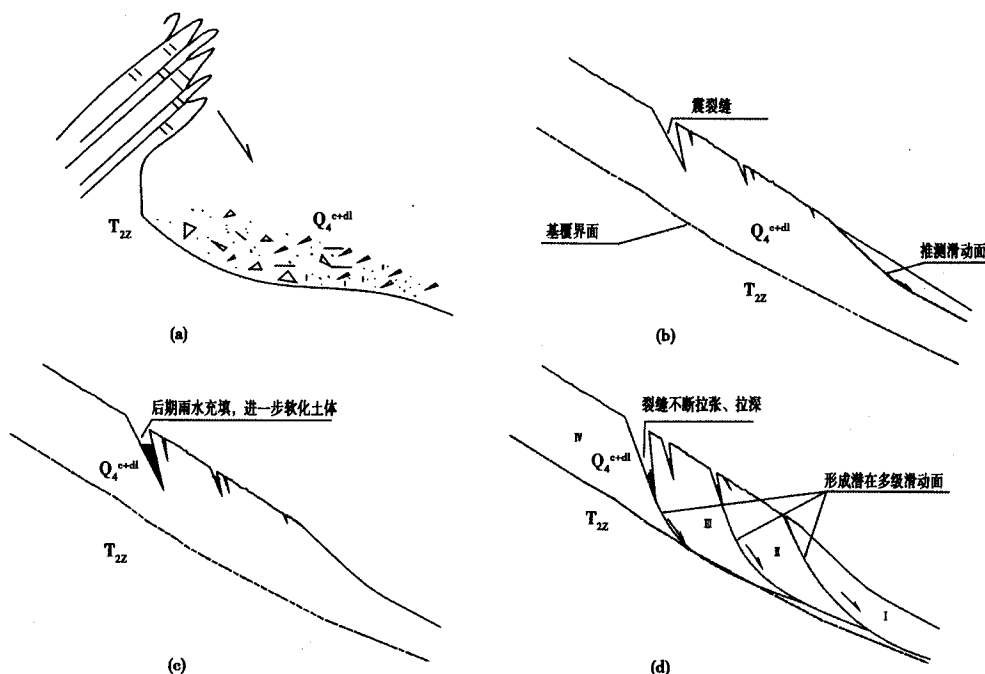 T₂Z
Q₄ᶜ⁺ᵈˡ
(a)
震裂缝
基覆界面
Q₄ᶜ⁺ᵈˡ
推测滑动面
T₂Z
(b)
后期雨水充填，进一步软化土体
Q₄ᶜ⁺ᵈˡ
T₂Z
(c)
裂缝不断拉张、拉深
IV
Q₄ᶜ⁺ᵈˡ
形成潜在多级滑动面
T₂Z
III
II
I
(d)